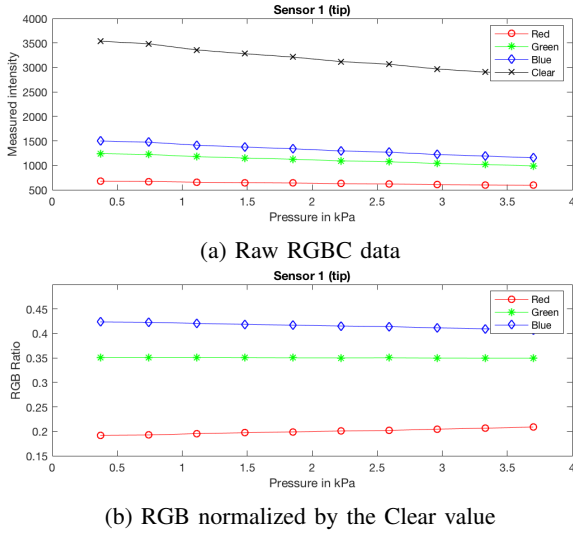 Sensor 1 (tip)
4000
3500
3000
2500
2000
1500
1000
500
Measured intensity
Red
Green
Blue
Clear
0 0.5 1 1.5 2 2.5 3 3.5 4
Pressure in kPa
(a) Raw RGBC data
Sensor 1 (tip)
0.45
0.4
0.35
0.3
0.25
0.2
0.15
RGB Ratio
Red
Green
Blue
0 0.5 1 1.5 2 2.5 3 3.5 4
Pressure in kPa
(b) RGB normalized by the Clear value